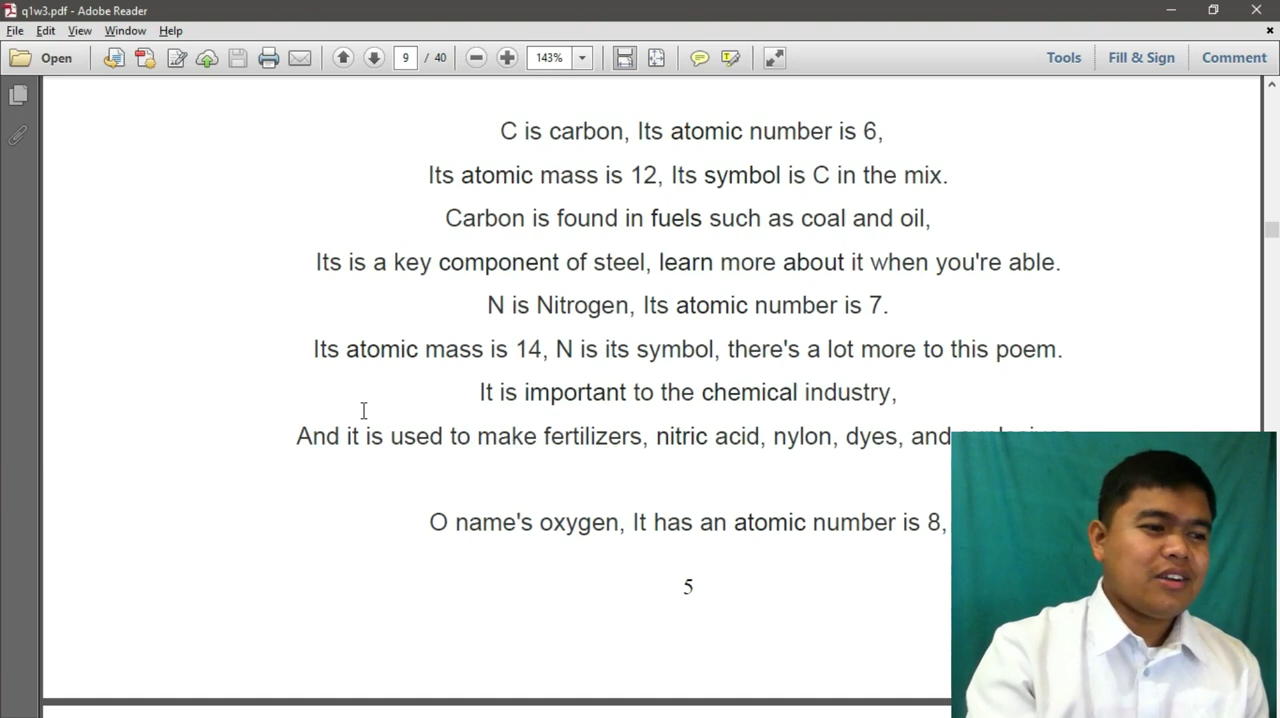 q1w3.pdf - Adobe Reader
File Edit View Window Help
Open 9 / 40 143% Tools Fill & Sign Comment
C is carbon, Its atomic number is 6,
Its atomic mass is 12, Its symbol is C in the mix.
Carbon is found in fuels such as coal and oil,
Its is a key component of steel, learn more about it when you're able.
N is Nitrogen, Its atomic number is 7.
Its atomic mass is 14, N is its symbol, there's a lot more to this poem.
It is important to the chemical industry,
And it is used to make fertilizers, nitric acid, nylon, dyes, and
O name's oxygen, It has an atomic number is 8,
5